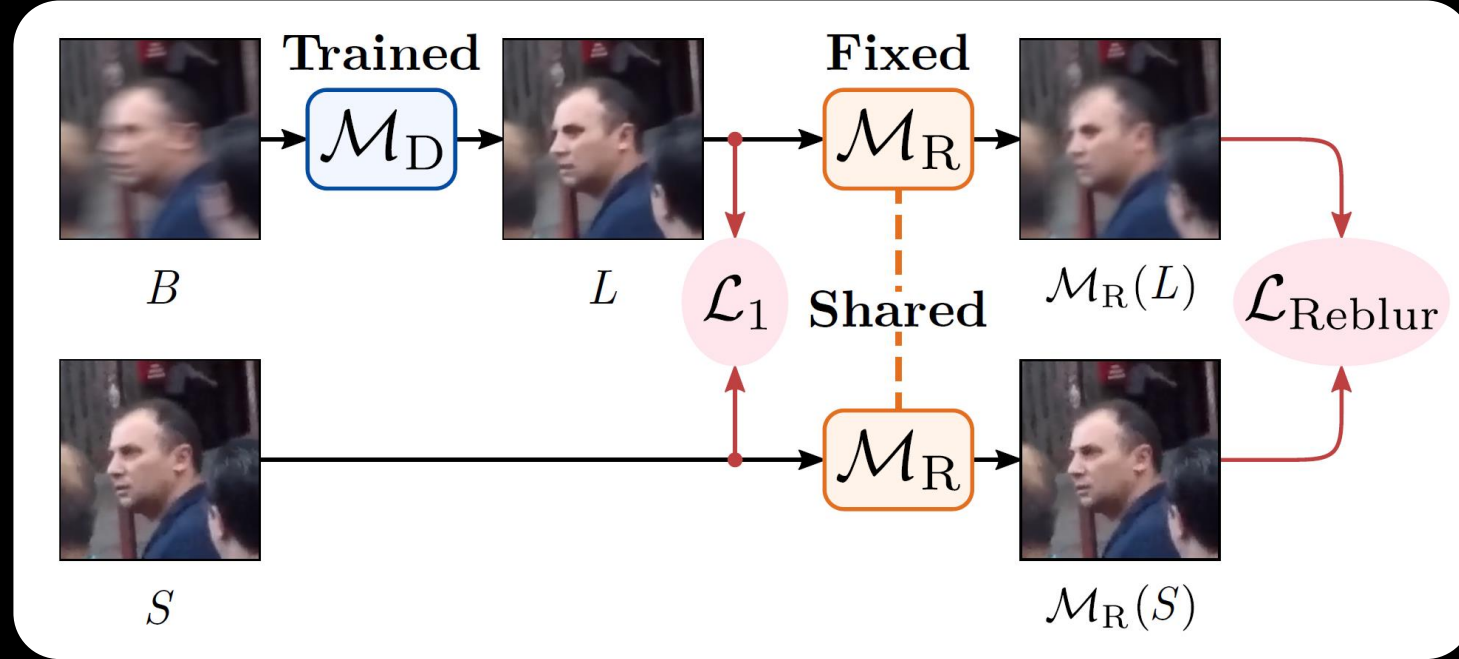 Trained
Fixed
M_D
M_R
B
L
M_R(L)
L_1
Shared
L_Reblur
M_R
S
M_R(S)